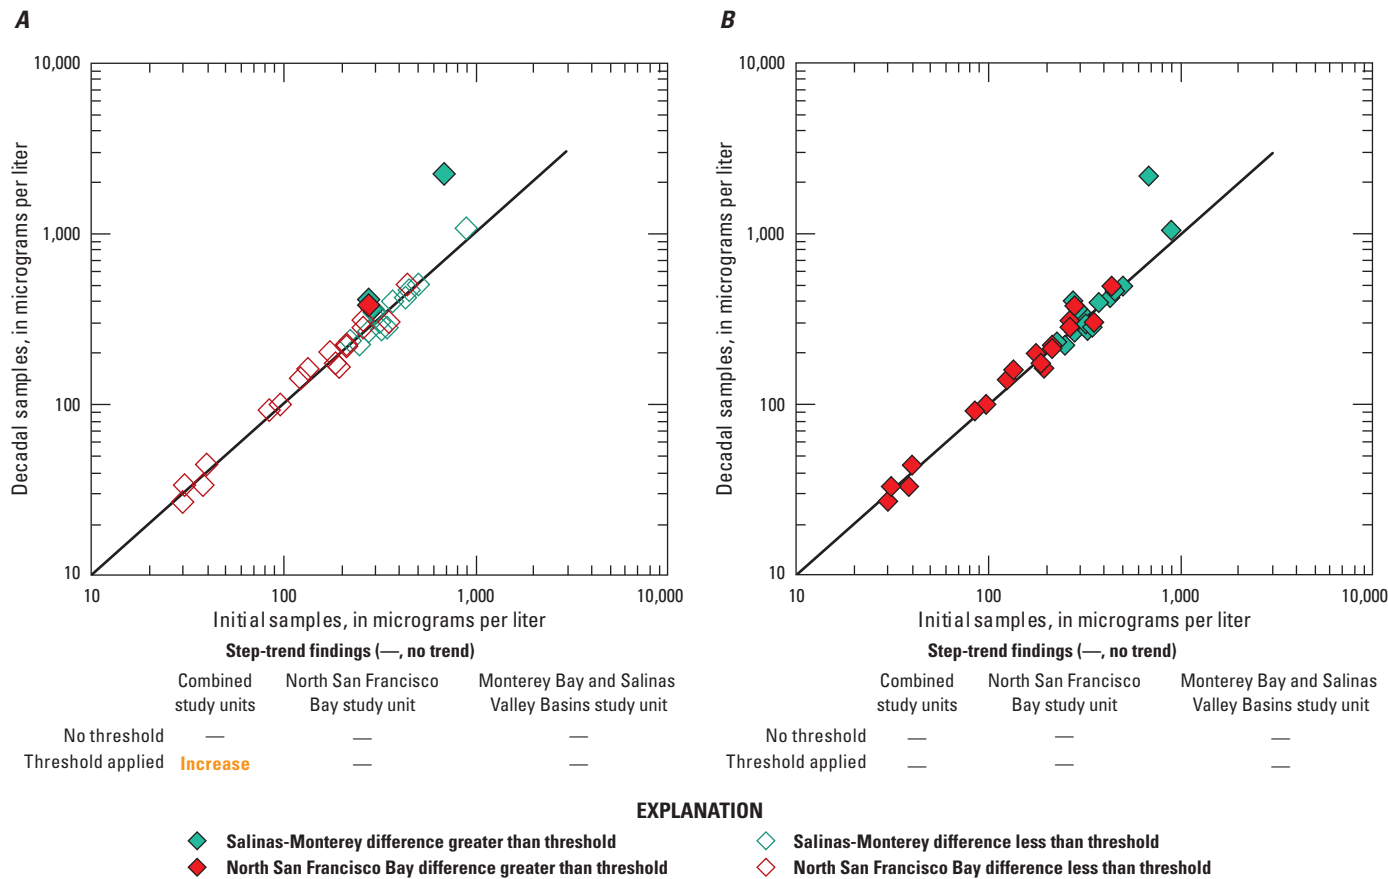 A
B
10,000
1,000
100
10
Decadal samples, in micrograms per liter
10
100
1,000
10,000
Initial samples, in micrograms per liter
10,000
1,000
100
10
Decadal samples, in micrograms per liter
10
100
1,000
10,000
Initial samples, in micrograms per liter
Step-trend findings (—, no trend)
Combined study units
North San Francisco Bay study unit
Monterey Bay and Salinas Valley Basins study unit
No threshold — — —
Threshold applied Increase — —
Step-trend findings (—, no trend)
Combined study units
North San Francisco Bay study unit
Monterey Bay and Salinas Valley Basins study unit
No threshold — — —
Threshold applied — — —
EXPLANATION
Salinas-Monterey difference greater than threshold
North San Francisco Bay difference greater than threshold
Salinas-Monterey difference less than threshold
North San Francisco Bay difference less than threshold